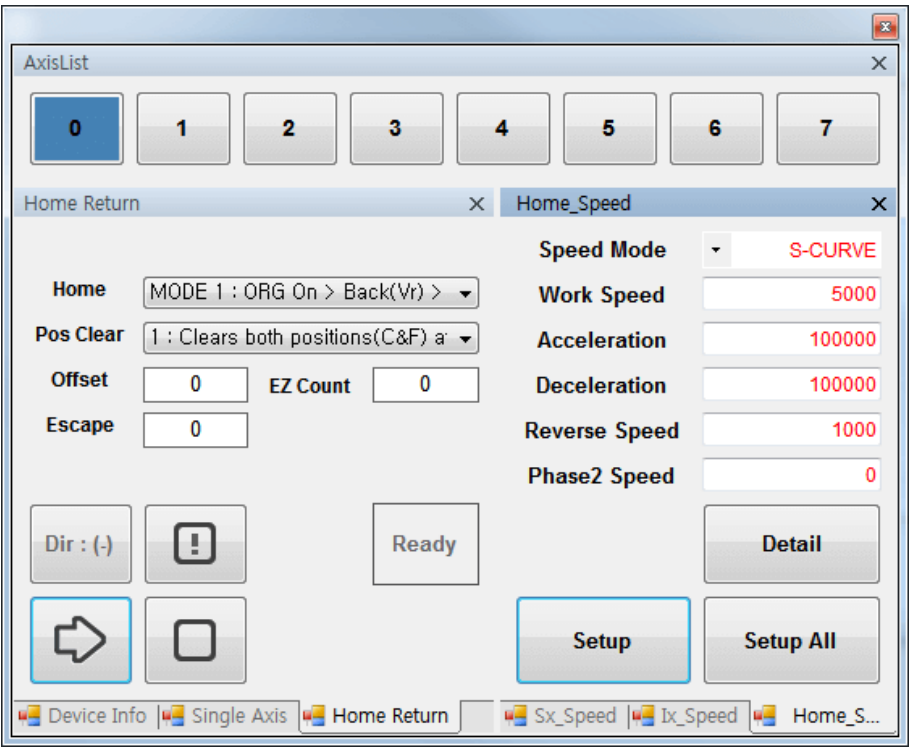 AxisList
0 1 2 3 4 5 6 7
Home Return
Home MODE 1 : ORG On > Back(Vr) >
Pos Clear 1 : Clears both positions(C&F) a
Offset 0 EZ Count 0
Escape 0
Dir : (-) Ready
Device Info Single Axis Home Return
Home_Speed
Speed Mode S-CURVE
Work Speed 5000
Acceleration 100000
Deceleration 100000
Reverse Speed 1000
Phase2 Speed 0
Detail
Setup Setup All
Sx_Speed Ix_Speed Home_S...